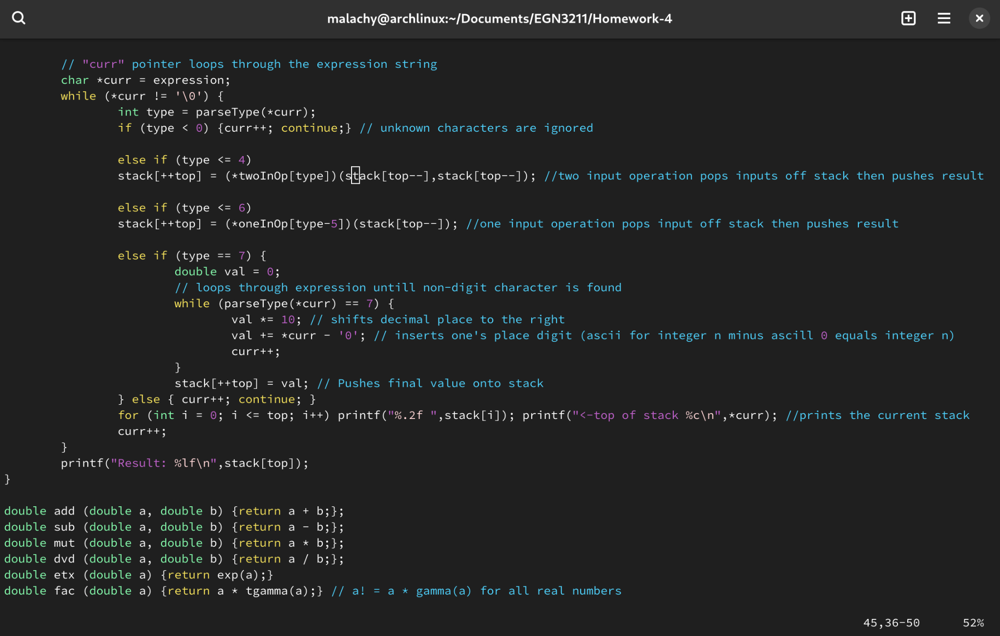 malachy@archlinux:~/Documents/EGN3211/Homework-4
// "curr" pointer loops through the expression string
char *curr = expression;
while (*curr != '\0') {
int type = parseType(*curr);
if (type < 0) {curr++; continue;} // unknown characters are ignored
else if (type <= 4)
stack[++top] = (*twoInOp[type])(stack[top--],stack[top--]); //two input operation pops inputs off stack then pushes result
else if (type <= 6)
stack[++top] = (*oneInOp[type-5])(stack[top--]); //one input operation pops input off stack then pushes result
else if (type == 7) {
double val = 0;
// loops through expression untill non-digit character is found
while (parseType(*curr) == 7) {
val *= 10; // shifts decimal place to the right
val += *curr - '0'; // inserts one's place digit (ascii for integer n minus ascill 0 equals integer n)
curr++;
}
stack[++top] = val; // Pushes final value onto stack
} else { curr++; continue; }
for (int i = 0; i <= top; i++) printf("%.2f ",stack[i]); printf("<-top of stack %c\n",*curr); //prints the current stack
curr++;
}
printf("Result: %lf\n",stack[top]);
}
double add (double a, double b) {return a + b;};
double sub (double a, double b) {return a - b;};
double mut (double a, double b) {return a * b;};
double dvd (double a, double b) {return a / b;};
double etx (double a) {return exp(a);}
double fac (double a) {return a * tgamma(a);} // a! = a * gamma(a) for all real numbers
45,36-50 52%